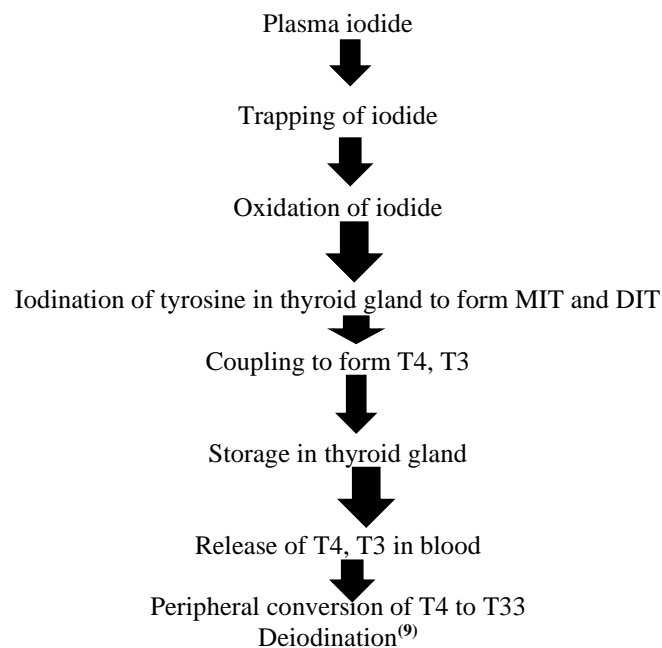 Plasma iodide
Trapping of iodide
Oxidation of iodide
Iodination of tyrosine in thyroid gland to form MIT and DIT
Coupling to form T4, T3
Storage in thyroid gland
Release of T4, T3 in blood
Peripheral conversion of T4 to T33
Deiodination(9)